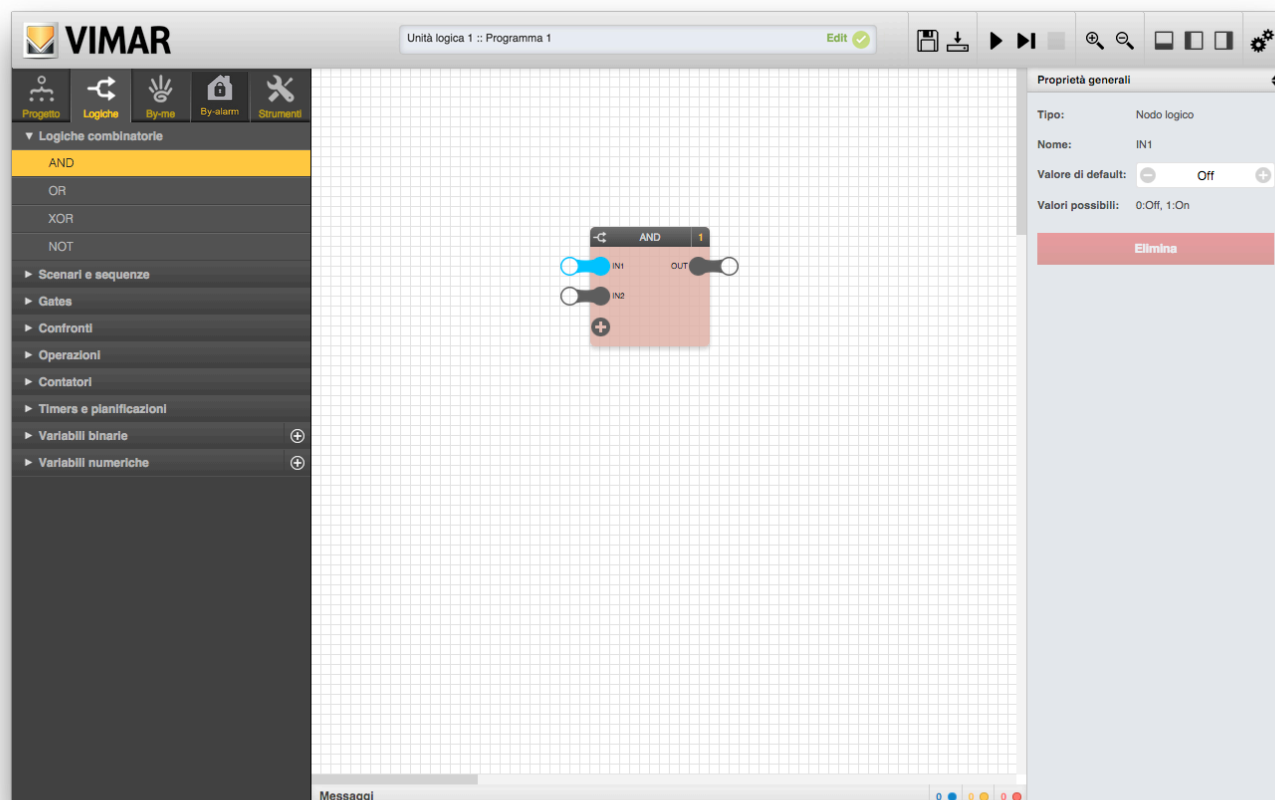 VIMAR
Unità logica 1 :: Programma 1
Edit
Progetto
Logiche
By-me
By-alarm
Strumenti
Logiche combinatorie
AND
OR
XOR
NOT
Scenari e sequenze
Gates
Confronti
Operazioni
Contatori
Timers e pianificazioni
Variabili binarie
Variabili numeriche
AND 1
IN1 OUT
IN2
Messaggi
0 0 0
Proprietà generali
Tipo: Nodo logico
Nome: IN1
Valore di default: Off
Valori possibili: 0:Off, 1:On
Elimina